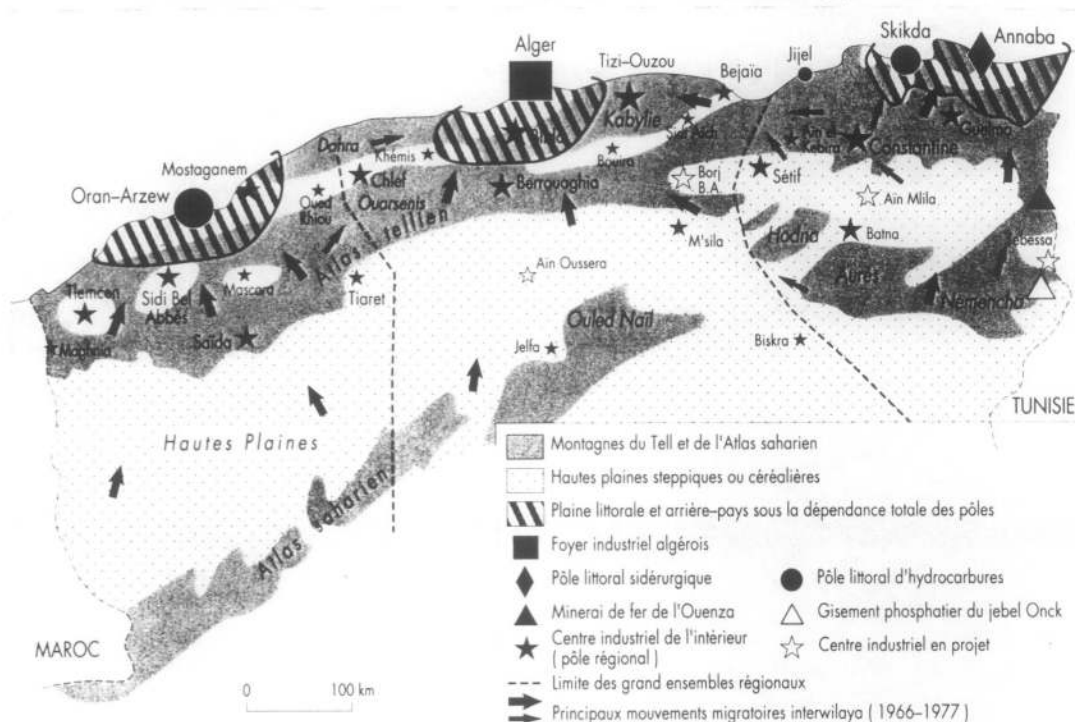 Skikda
Annaba
Alger
Tizi–Ouzou
Jijel
Bejaïa
Kabylie
Sidi Aich
Ain el
Kebira
Guelma
Constantine
Dahra
Khémis
Blida
Bouira
Mostaganem
Oran–Arzew
Oued
Rhiou
Chlef
Ouarsenis
Berrouaghia
Borj
B.A.
Sétif
Ain Mlila
Atlas tellien
M'sila
Hodna
Batna
Tebessa
Tlemcen
Sidi Bel
Abbés
Mascara
Tiaret
Ain Oussera
Aurès
Nemencha
Maghnia
Saïda
Ouled Naïl
Jelfa
Biskra
TUNISIE
Hautes Plaines
Atlas saharien
MAROC
0 100 km
Montagnes du Tell et de l'Atlas saharien
Hautes plaines steppiques ou céréalières
Plaine littorale et arrière–pays sous la dépendance totale des pôles
Foyer industriel algérois
Pôle littoral sidérurgique
Pôle littoral d'hydrocarbures
Minerai de fer de l'Ouenza
Gisement phosphatier du jebel Onck
Centre industriel de l'intérieur
( pôle régional )
Centre industriel en projet
Limite des grand ensembles régionaux
Principaux mouvements migratoires interwilaya ( 1966–1977 )